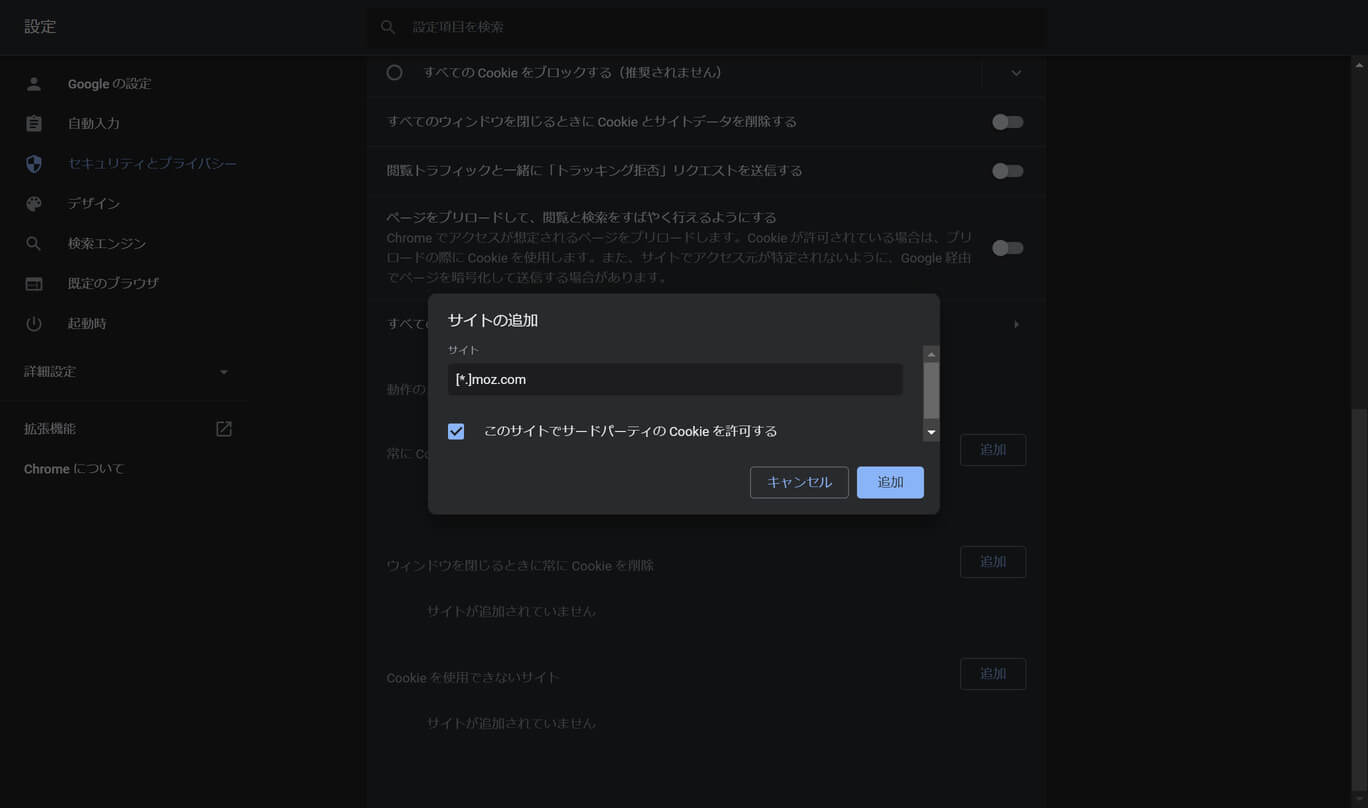 設定
設定項目を検索
Google の設定
自動入力
セキュリティとプライバシー
デザイン
検索エンジン
既定のブラウザ
起動時
詳細設定
拡張機能
Chrome について
すべての Cookie をブロックする（推奨されません）
すべてのウィンドウを閉じるときに Cookie とサイトデータを削除する
閲覧トラフィックと一緒に「トラッキング拒否」リクエストを送信する
ページをプリロードして、閲覧と検索をすばやく行えるようにする
Chrome でアクセスが想定されるページをプリロードします。Cookie が許可されている場合は、プリ
ロードの際に Cookie を使用します。また、サイトでアクセス元が特定されないように、Google 経由
でページを暗号化して送信する場合があります。
すべて
サイトの追加
サイト
[*.]moz.com
動作の
このサイトでサードパーティの Cookie を許可する
常に Co
追加
キャンセル
追加
ウィンドウを閉じるときに常に Cookie を削除
追加
サイトが追加されていません
Cookie を使用できないサイト
追加
サイトが追加されていません